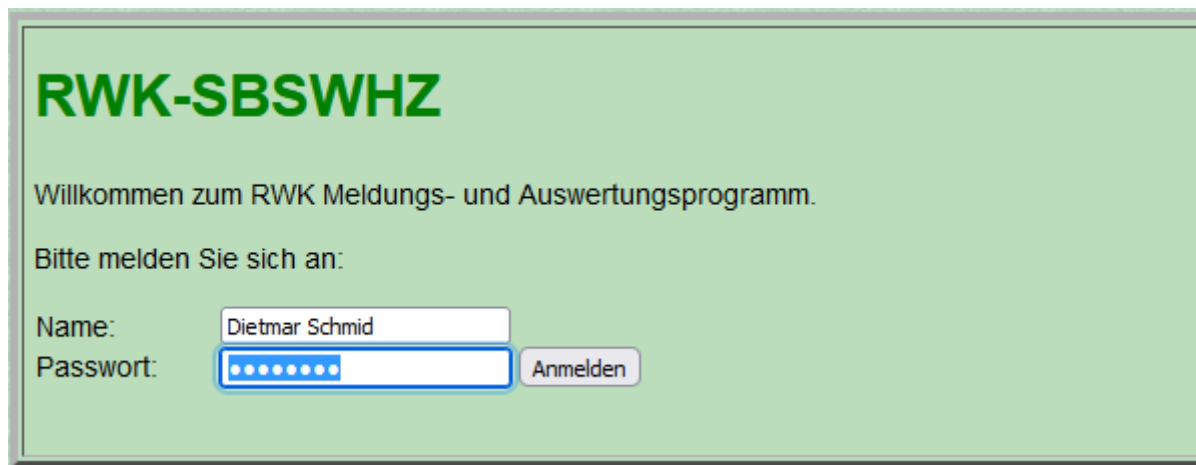 RWK-SBSWHZ
Willkommen zum RWK Meldungs- und Auswertungsprogramm.
Bitte melden Sie sich an:
Name: Dietmar Schmid
Passwort: ●●●●●●●● Anmelden